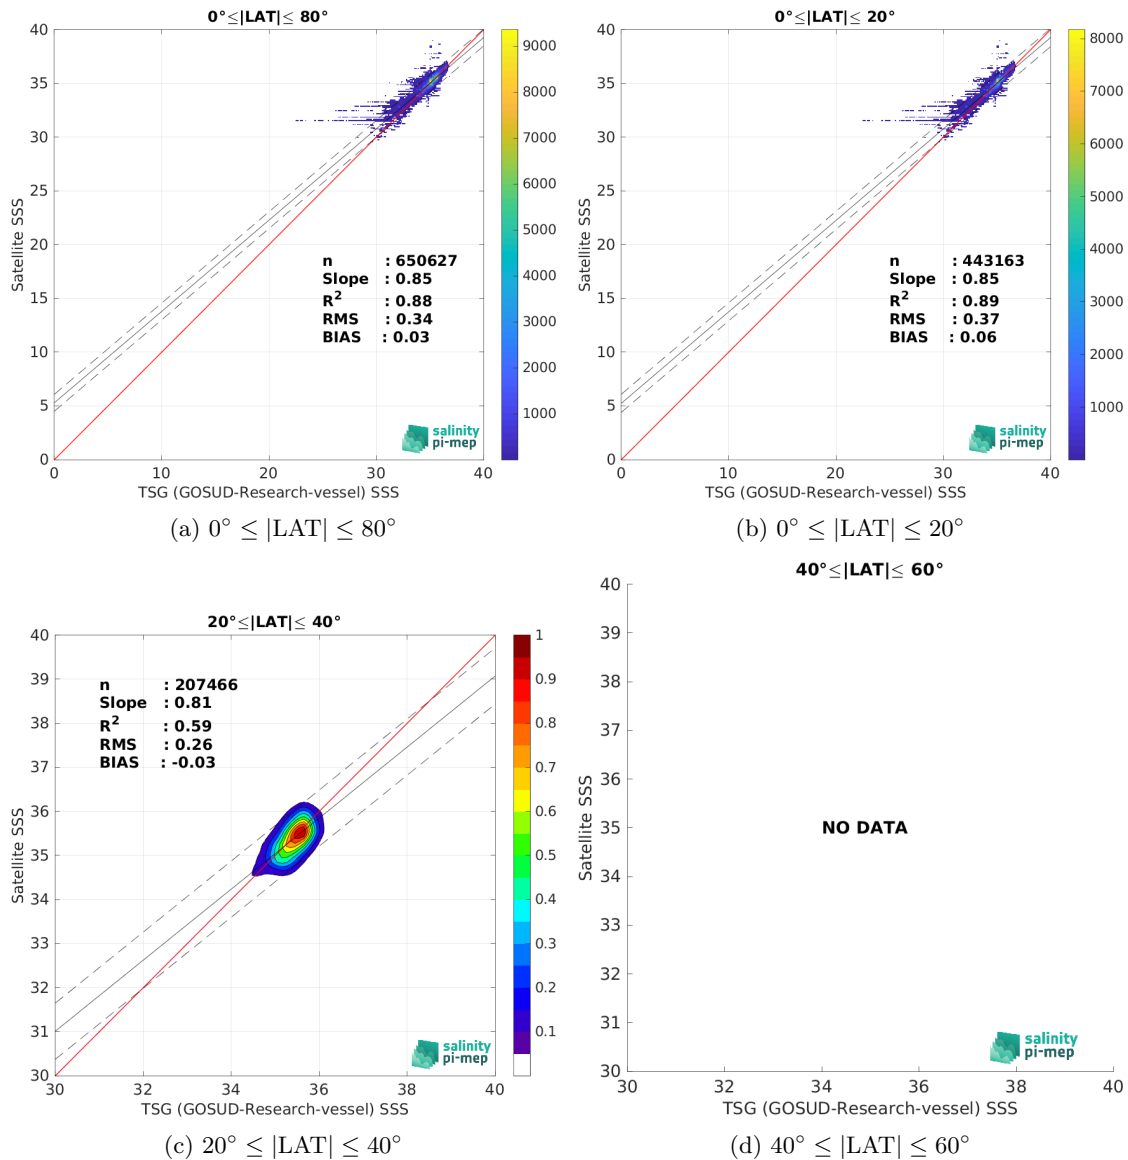 0°≤|LAT|≤ 80°
40
35
30
25
20
15
10
5
0
Satellite SSS
n : 650627
Slope : 0.85
R² : 0.88
RMS : 0.34
BIAS : 0.03
salinity
pi-mep
0 10 20 30 40
TSG (GOSUD-Research-vessel) SSS
9000
8000
7000
6000
5000
4000
3000
2000
1000
(a) 0° ≤ |LAT| ≤ 80°
0°≤|LAT|≤ 20°
40
35
30
25
20
15
10
5
0
Satellite SSS
n : 443163
Slope : 0.85
R² : 0.89
RMS : 0.37
BIAS : 0.06
salinity
pi-mep
0 10 20 30 40
TSG (GOSUD-Research-vessel) SSS
8000
7000
6000
5000
4000
3000
2000
1000
(b) 0° ≤ |LAT| ≤ 20°
20°≤|LAT|≤ 40°
40
39
38
37
36
35
34
33
32
31
30
Satellite SSS
n : 207466
Slope : 0.81
R² : 0.59
RMS : 0.26
BIAS : -0.03
salinity
pi-mep
30 32 34 36 38 40
TSG (GOSUD-Research-vessel) SSS
1
0.9
0.8
0.7
0.6
0.5
0.4
0.3
0.2
0.1
(c) 20° ≤ |LAT| ≤ 40°
40°≤|LAT|≤ 60°
40
39
38
37
36
35
34
33
32
31
30
Satellite SSS
NO DATA
salinity
pi-mep
30 32 34 36 38 40
TSG (GOSUD-Research-vessel) SSS
(d) 40° ≤ |LAT| ≤ 60°